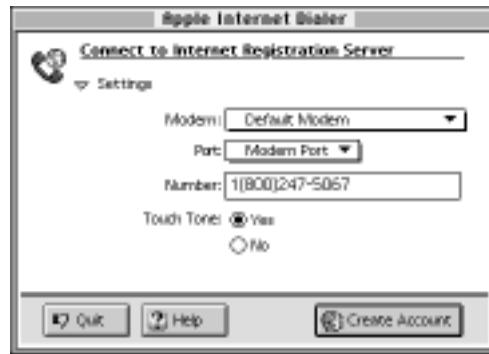 Apple Internet Dialer
Connect to Internet Registration Server
Settings
Modem: Default Modem
Port: Modem Port
Number: 1(800)247-5067
Touch Tone: Yes
No
Quit Help Create Account